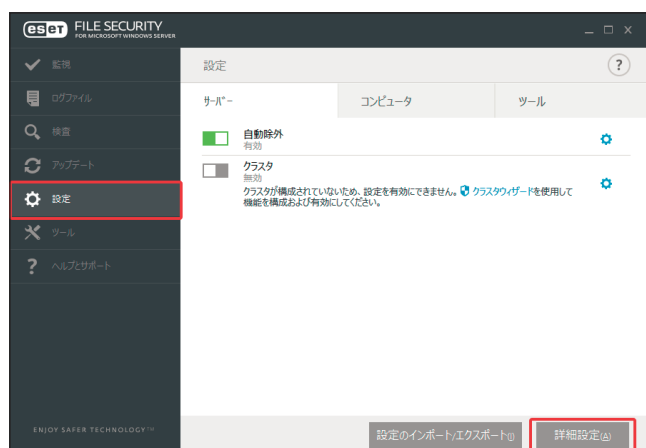 eset FILE SECURITY
FOR MICROSOFT WINDOWS SERVER
監視
ログファイル
検査
アップデート
設定
ツール
ヘルプとサポート
ENJOY SAFER TECHNOLOGY™
設定
?
サーバー
コンピュータ
ツール
自動除外
有効
クラスタ
無効
クラスタが構成されていないため、設定を有効にできません。 クラスタウィザードを使用して
機能を構成および有効にしてください。
設定のインポート/エクスポート(I)
詳細設定(A)